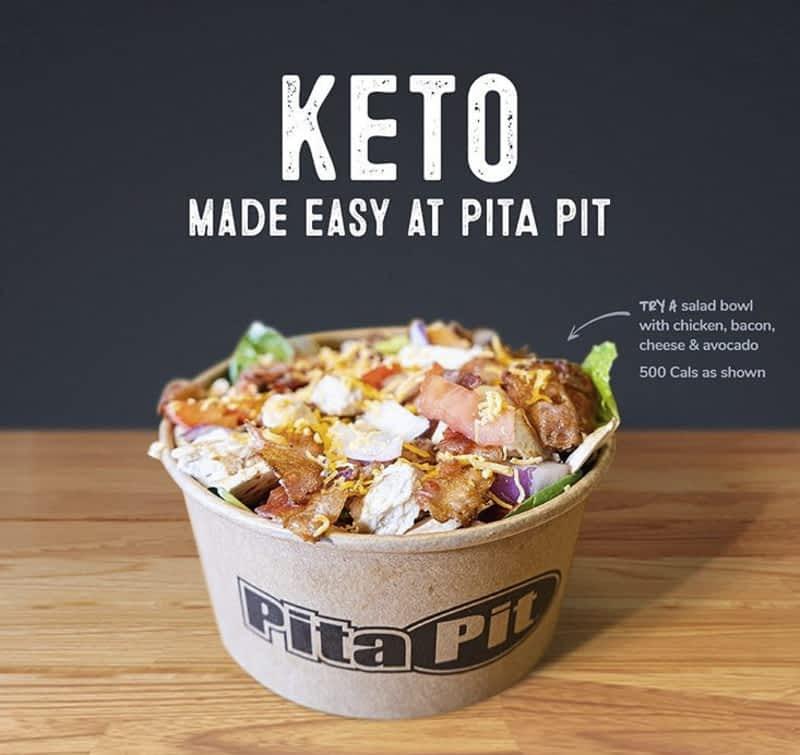 KETO
MADE EASY AT PITA PIT
TRY A salad bowl
with chicken, bacon,
cheese & avocado
500 Cals as shown
Pita Pit